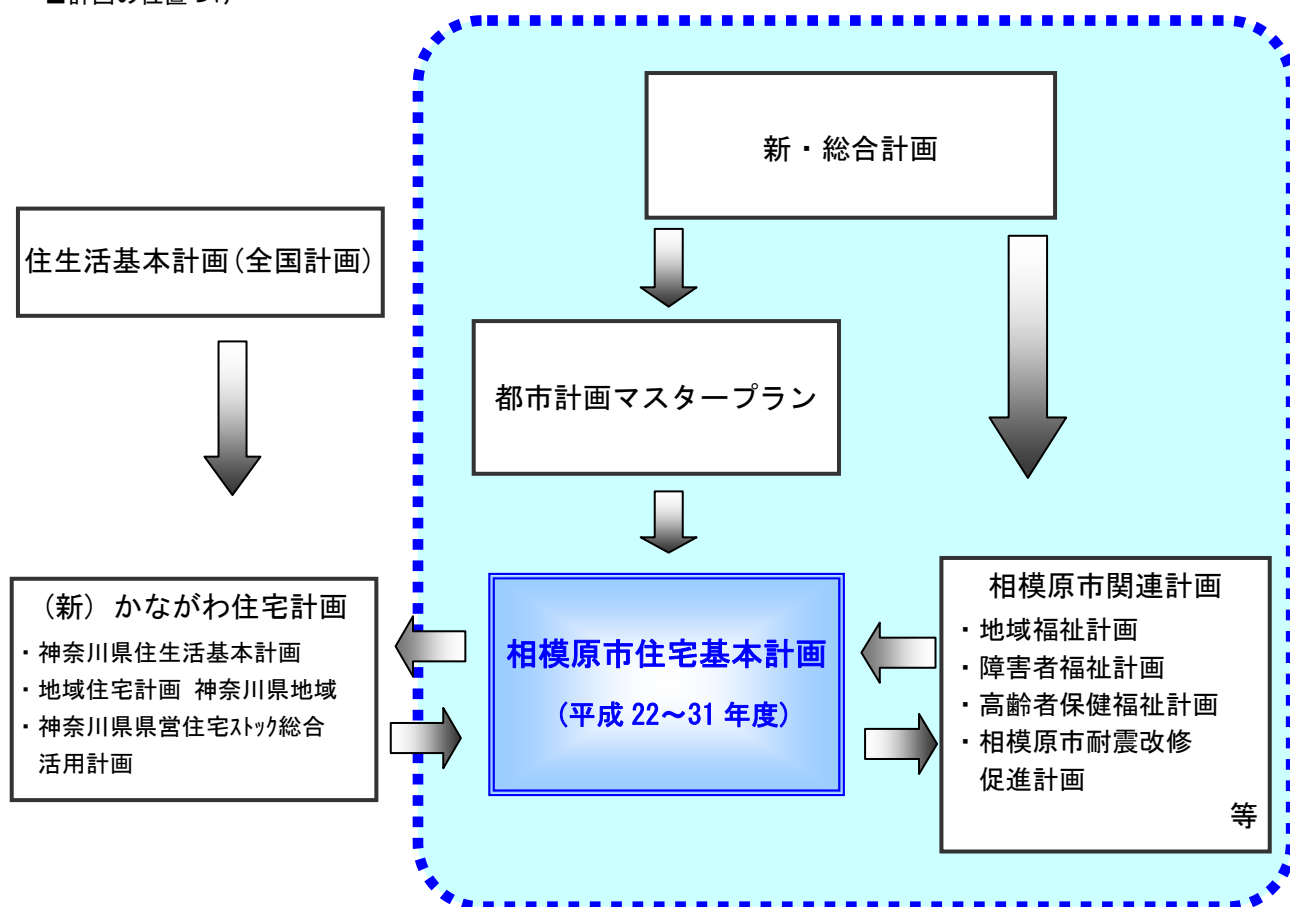 ■計画の位置づけ
新・総合計画
住生活基本計画(全国計画)
都市計画マスタープラン
(新)かながわ住宅計画
・神奈川県住生活基本計画
・地域住宅計画 神奈川県地域
・神奈川県県営住宅ｽﾄｯｸ総合
活用計画
相模原市住宅基本計画
(平成 22～31 年度)
相模原市関連計画
・地域福祉計画
・障害者福祉計画
・高齢者保健福祉計画
・相模原市耐震改修
促進計画
等